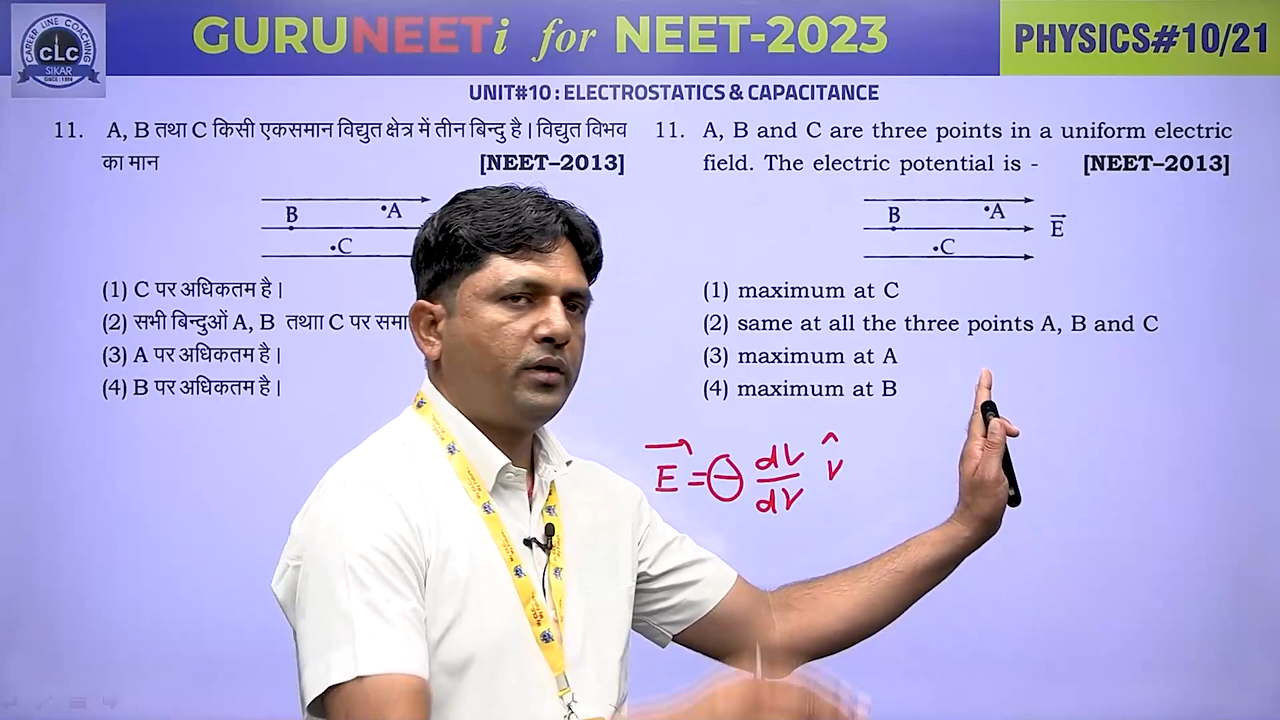 GURUNEETi for NEET-2023
PHYSICS#10/21
CAREER LINE COACHING
CLC
SIKAR
SINCE : 1996
UNIT#10 : ELECTROSTATICS & CAPACITANCE
11. A, B तथा C किसी एकसमान विद्युत क्षेत्र में तीन बिन्दु है। विद्युत विभव
का मान [NEET–2013]
B A
C
(1) C पर अधिकतम है।
(2) सभी बिन्दुओं A, B तथाा C पर समा
(3) A पर अधिकतम है।
(4) B पर अधिकतम है।
11. A, B and C are three points in a uniform electric
field. The electric potential is - [NEET–2013]
B A
E
C
(1) maximum at C
(2) same at all the three points A, B and C
(3) maximum at A
(4) maximum at B
E = - dV/dr r